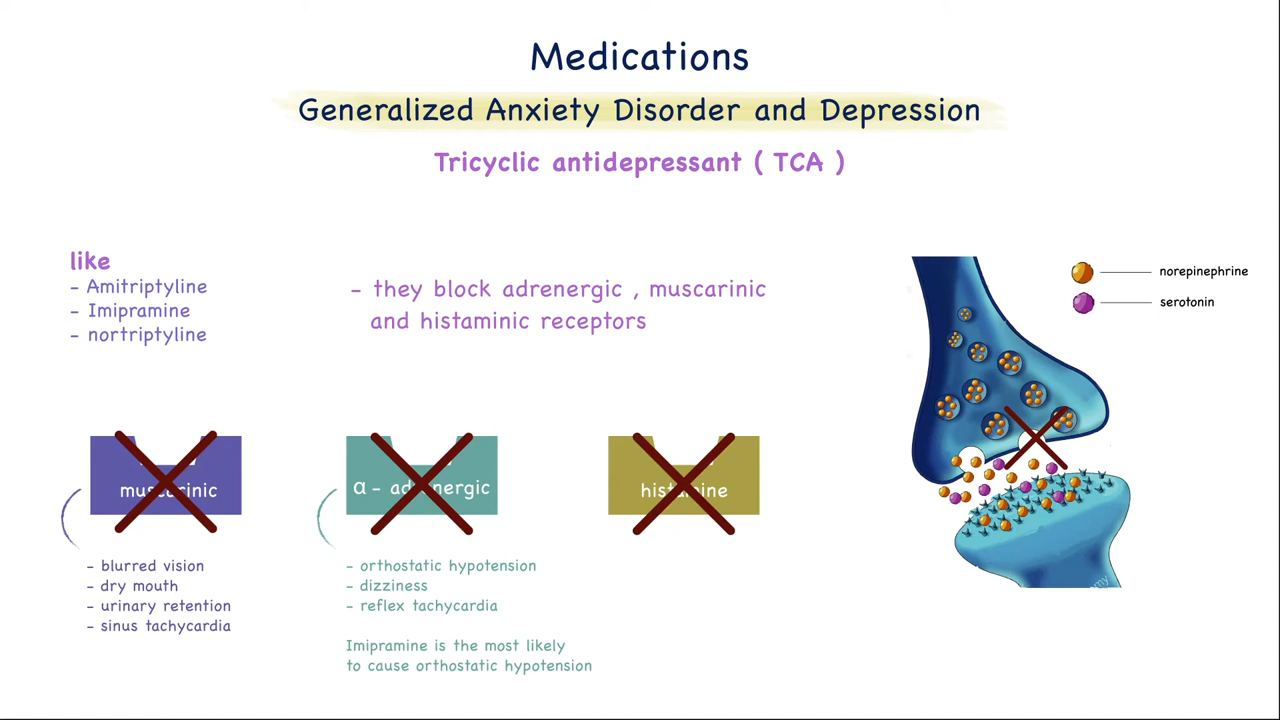 Medications
Generalized Anxiety Disorder and Depression
Tricyclic antidepressant ( TCA )
like
- Amitriptyline
- Imipramine
- nortriptyline
- they block adrenergic , muscarinic
and histaminic receptors
norepinephrine
serotonin
muscarinic
α - adrenergic
histamine
- blurred vision
- dry mouth
- urinary retention
- sinus tachycardia
- orthostatic hypotension
- dizziness
- reflex tachycardia
Imipramine is the most likely
to cause orthostatic hypotension